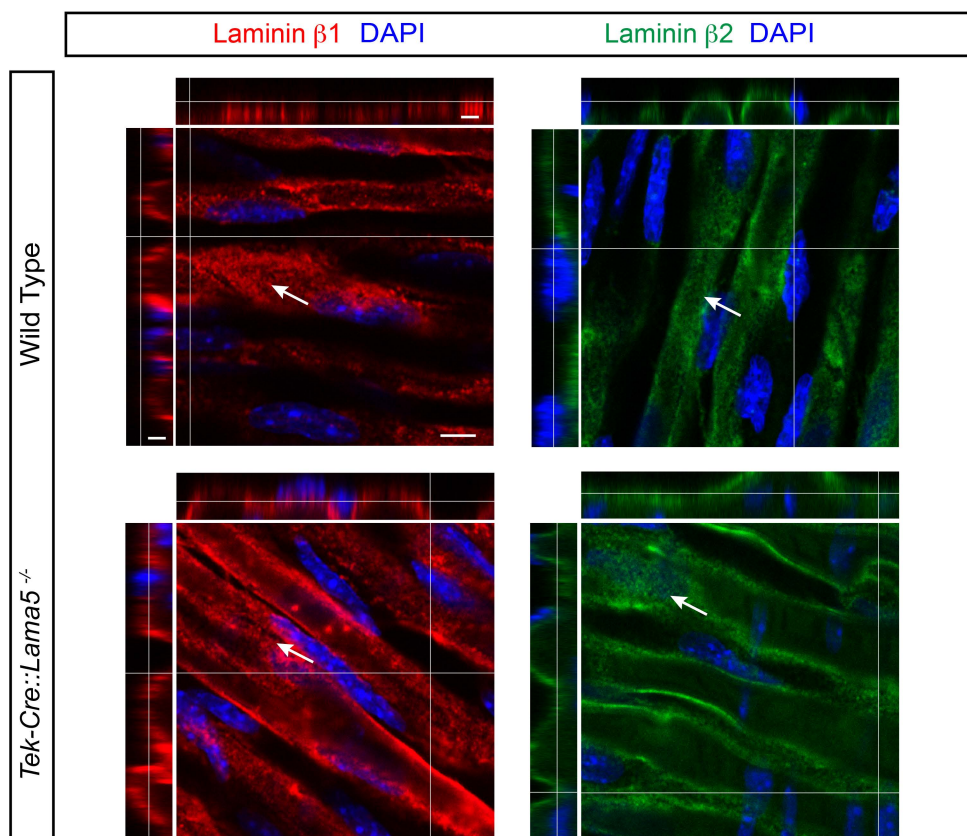 Laminin β1 DAPI
Laminin β2 DAPI
Wild Type
Tek-Cre::Lama5 -/-